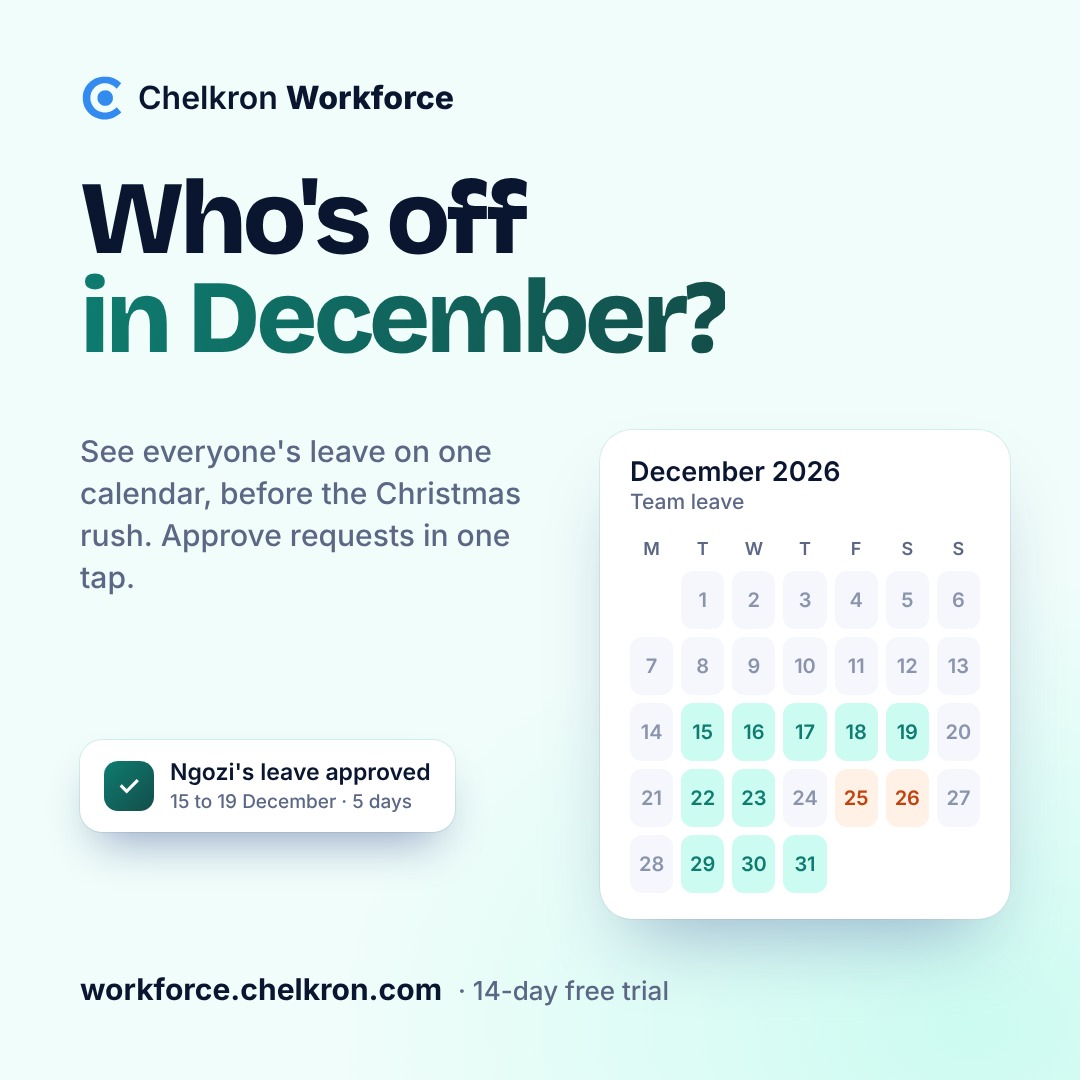 Chelkron Workforce
Who's off
in December?
See everyone's leave on one
calendar, before the Christmas
rush. Approve requests in one
tap.
December 2026
Team leave
M T W T F S S
1 2 3 4 5 6
7 8 9 10 11 12 13
14 15 16 17 18 19 20
21 22 23 24 25 26 27
28 29 30 31
Ngozi's leave approved
15 to 19 December · 5 days
workforce.chelkron.com · 14-day free trial